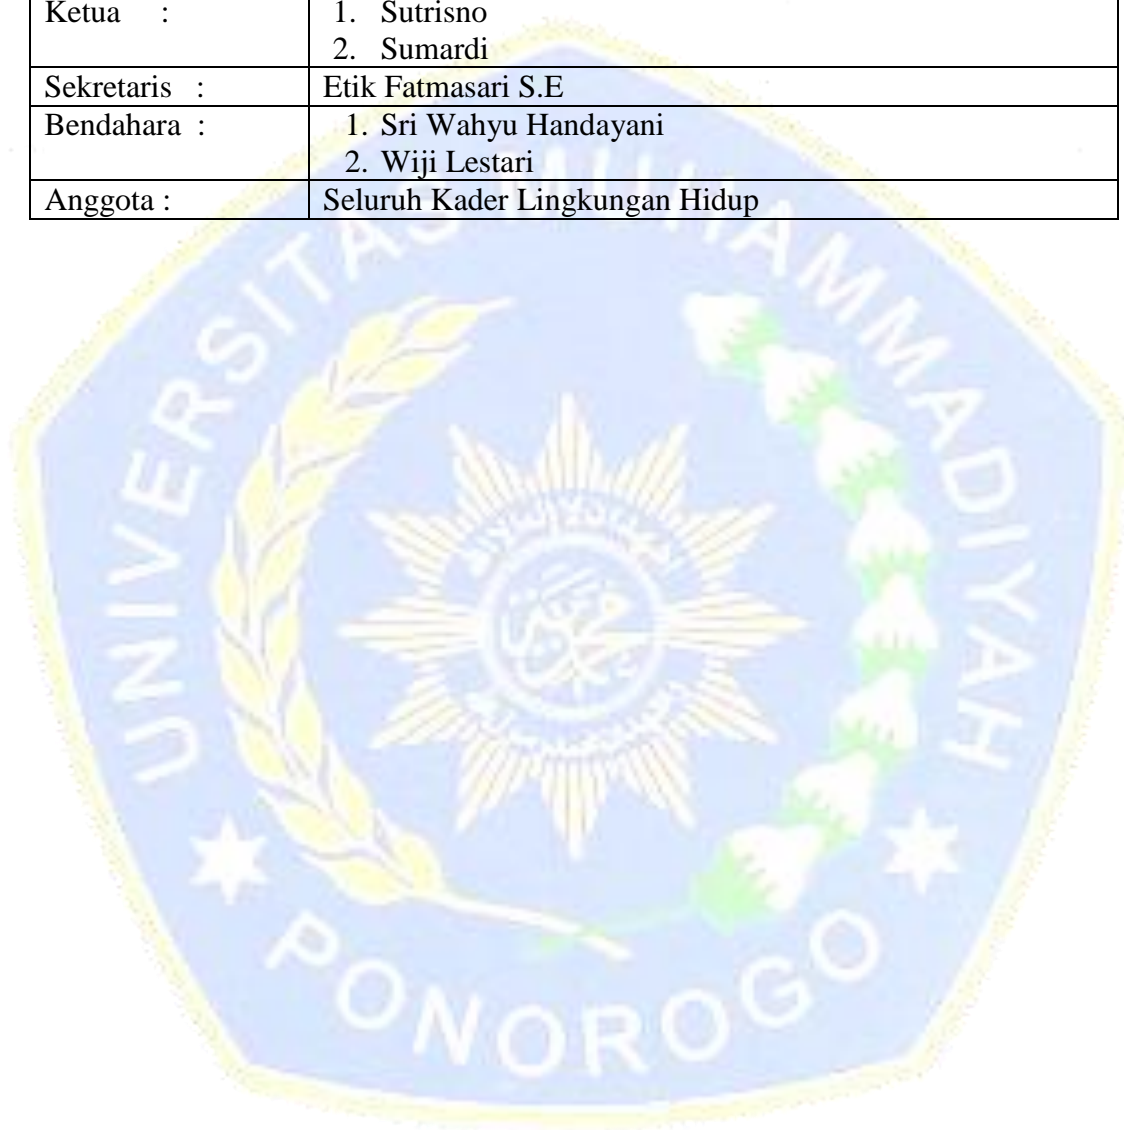 Ketua : 1. Sutrisno
2. Sumardi
Sekretaris : Etik Fatmasari S.E
Bendahara : 1. Sri Wahyu Handayani
2. Wiji Lestari
Anggota : Seluruh Kader Lingkungan Hidup
UNIVERSITAS MUHAMMADIYAH
PONOROGO